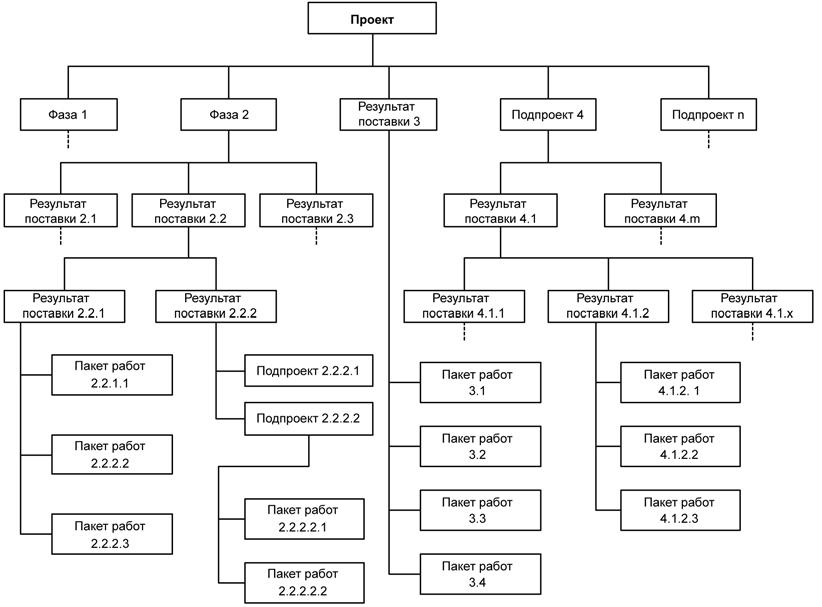 Проект
Фаза 1
Фаза 2
Результат
поставки 3
Подпроект 4
Подпроект n
Результат
поставки 2.1
Результат
поставки 2.2
Результат
поставки 2.3
Результат
поставки 4.1
Результат
поставки 4.m
Результат
поставки 2.2.1
Результат
поставки 2.2.2
Результат
поставки 4.1.1
Результат
поставки 4.1.2
Результат
поставки 4.1.x
Пакет работ
2.2.1.1
Пакет работ
2.2.2.2
Пакет работ
2.2.2.3
Подпроект 2.2.2.1
Подпроект 2.2.2.2
Пакет работ
2.2.2.2.1
Пакет работ
2.2.2.2.2
Пакет работ
3.1
Пакет работ
3.2
Пакет работ
3.3
Пакет работ
3.4
Пакет работ
4.1.2. 1
Пакет работ
4.1.2.2
Пакет работ
4.1.2.3